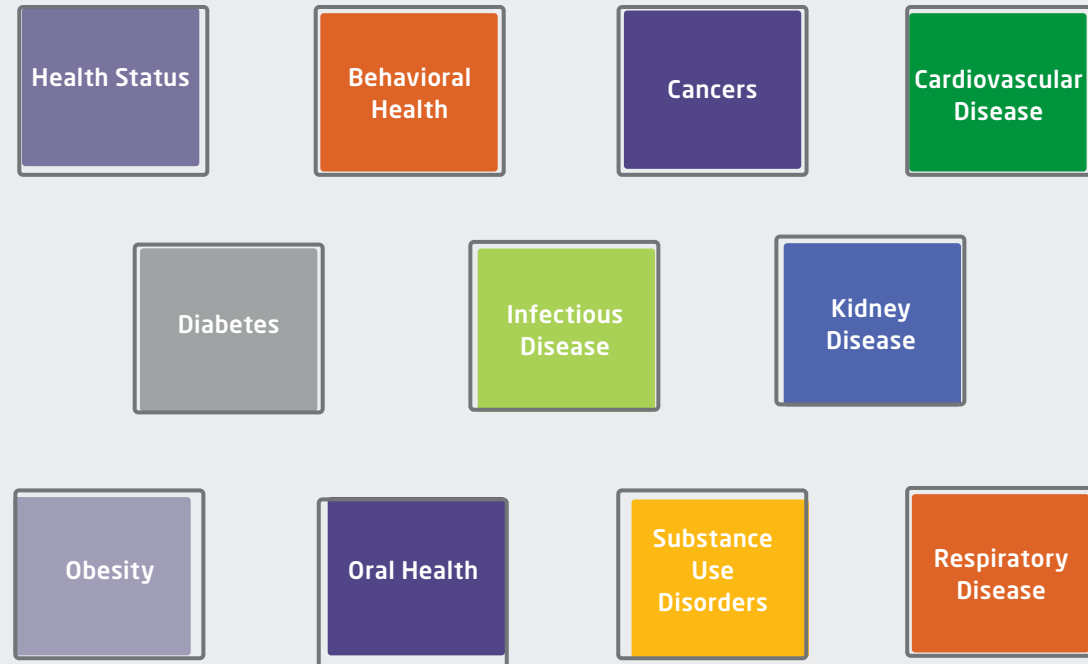 Health Status
Behavioral
Health
Cancers
Cardiovascular
Disease
Diabetes
Infectious
Disease
Kidney
Disease
Obesity
Oral Health
Substance
Use
Disorders
Respiratory
Disease